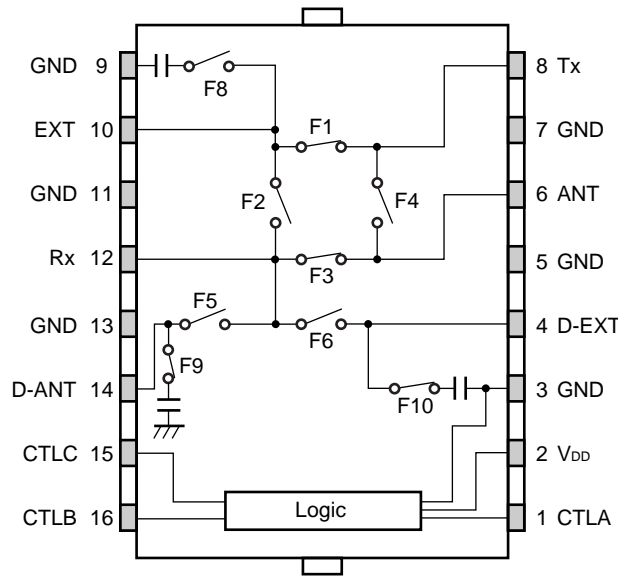 GND 9
F8
8 Tx
EXT 10
F1
7 GND
GND 11
F2
F4
6 ANT
Rx 12
F3
5 GND
GND 13
F5
F6
4 D-EXT
D-ANT 14
F9
F10
3 GND
CTLC 15
2 VDD
CTLB 16
Logic
1 CTLA